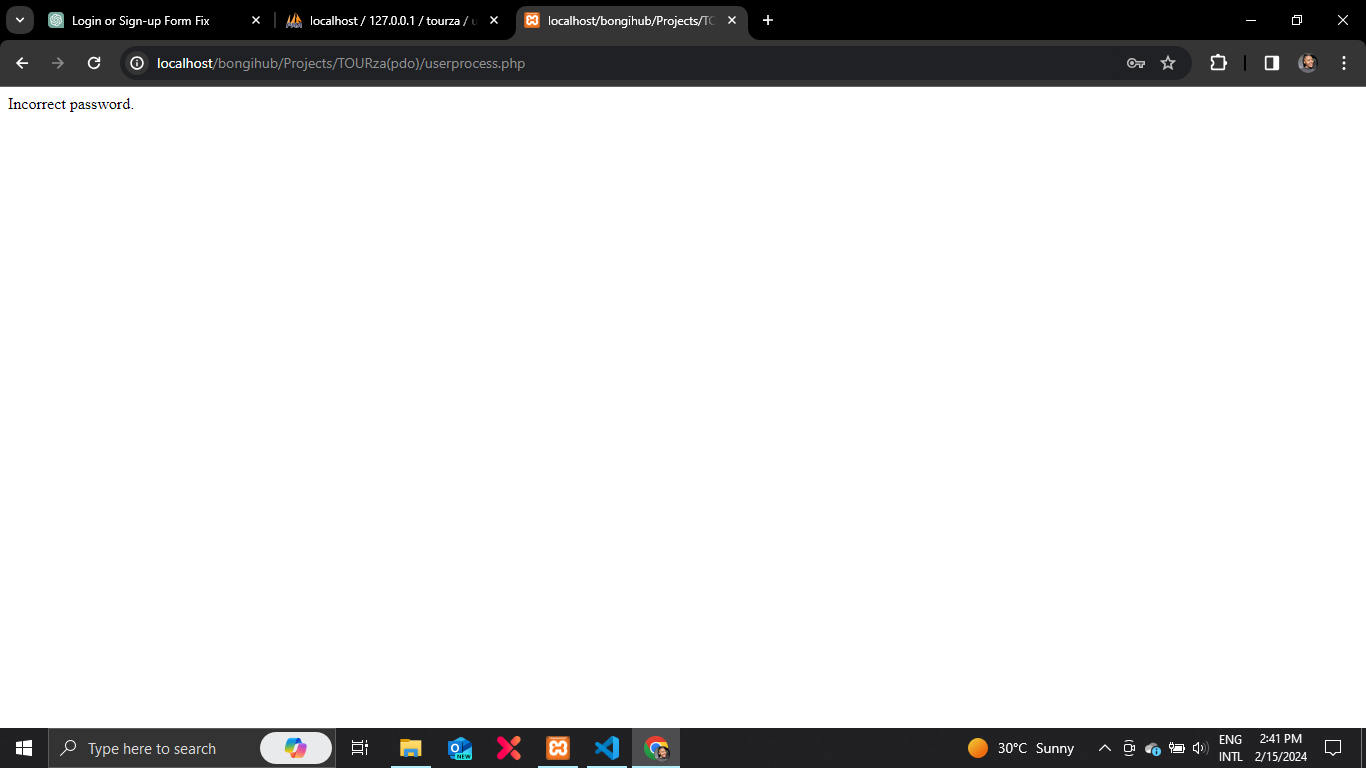 Login or Sign-up Form Fix
localhost / 127.0.0.1 / tourza / u
localhost/bongihub/Projects/TO
localhost/bongihub/Projects/TOURza(pdo)/userprocess.php
Incorrect password.
Type here to search
NEW
30°C Sunny
ENG
INTL
2:41 PM
2/15/2024